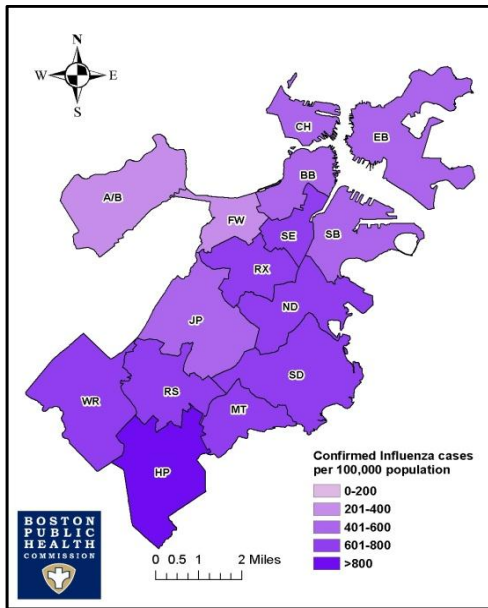 N
W E
S
CH
EB
BB
A/B
FW
SE
SB
RX
ND
JP
SD
WR
RS
MT
HP
Confirmed Influenza cases
per 100,000 population
0-200
201-400
401-600
601-800
>800
BOSTON
PUBLIC
HEALTH
COMMISSION
0 0.5 1 2 Miles